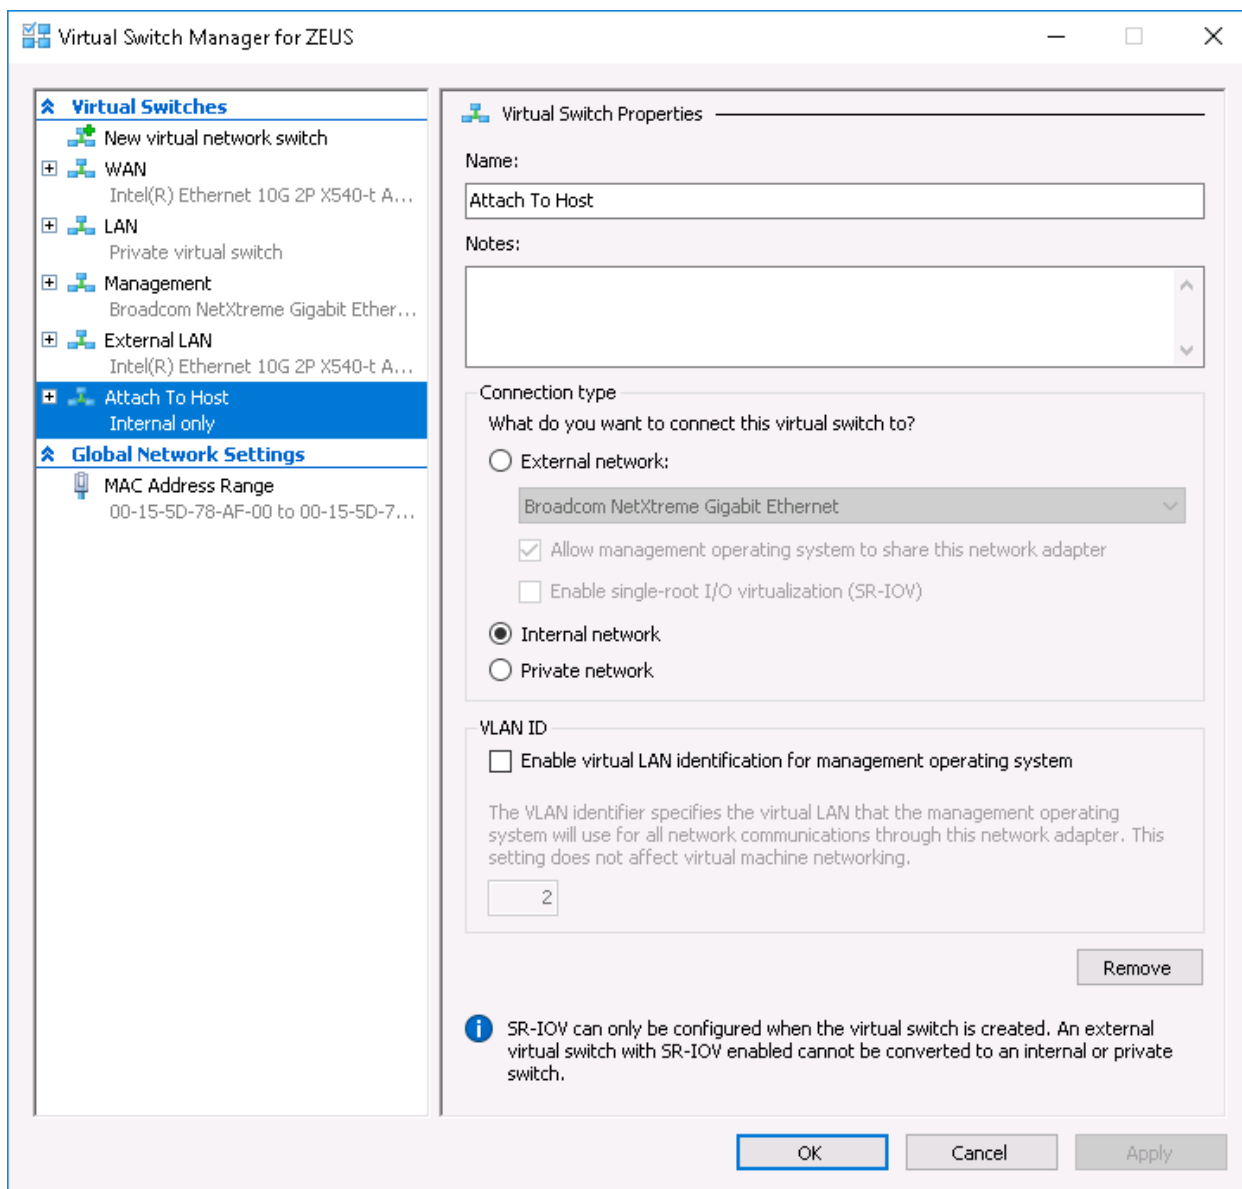 Virtual Switch Manager for ZEUS
Virtual Switches
New virtual network switch
WAN
Intel(R) Ethernet 10G 2P X540-t A...
LAN
Private virtual switch
Management
Broadcom NetXtreme Gigabit Ether...
External LAN
Intel(R) Ethernet 10G 2P X540-t A...
Attach To Host
Internal only
Global Network Settings
MAC Address Range
00-15-5D-78-AF-00 to 00-15-5D-7...
Virtual Switch Properties
Name:
Attach To Host
Notes:
Connection type
What do you want to connect this virtual switch to?
External network:
Broadcom NetXtreme Gigabit Ethernet
Allow management operating system to share this network adapter
Enable single-root I/O virtualization (SR-IOV)
Internal network
Private network
VLAN ID
Enable virtual LAN identification for management operating system
The VLAN identifier specifies the virtual LAN that the management operating
system will use for all network communications through this network adapter. This
setting does not affect virtual machine networking.
2
Remove
SR-IOV can only be configured when the virtual switch is created. An external
virtual switch with SR-IOV enabled cannot be converted to an internal or private
switch.
OK
Cancel
Apply